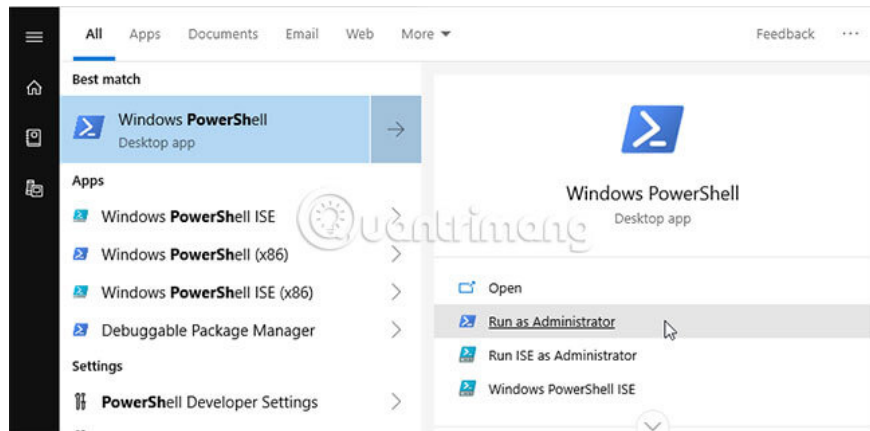 All Apps Documents Email Web More Feedback ...
Best match
Windows PowerShell
Desktop app
Apps
Windows PowerShell ISE
Windows PowerShell (x86)
Windows PowerShell ISE (x86)
Debuggable Package Manager
Settings
PowerShell Developer Settings
Windows PowerShell
Desktop app
Open
Run as Administrator
Run ISE as Administrator
Windows PowerShell ISE
Quantrimang